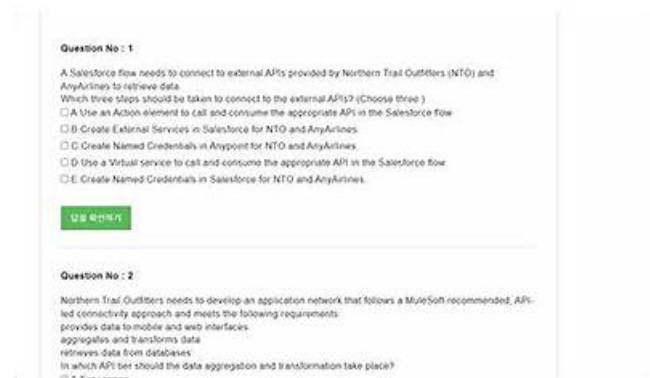 Question No : 1
A Salesforce flow needs to connect to external APIs provided by Northern Trail Outfitters (NTO) and
AnyAirlines to retrieve data.
Which three steps should be taken to connect to the external APIs? (Choose three.)
A.Use an Action element to call and consume the appropriate API in the Salesforce flow
B.Create External Services in Salesforce for NTO and AnyAirlines.
C.Create Named Credentials in Anypoint for NTO and AnyAirlines.
D.Use a Virtual service to call and consume the appropriate API in the Salesforce flow
E.Create Named Credentials in Salesforce for NTO and AnyAirlines.
답을 확인하기
Question No : 2
Northern Trail Outfitters needs to develop an application network that follows a MuleSoft-recommended, API-
led connectivity approach and meets the following requirements:
provides data to mobile and web interfaces
aggregates and transforms data
retrieves data from databases
In which API tier should the data aggregation and transformation take place?